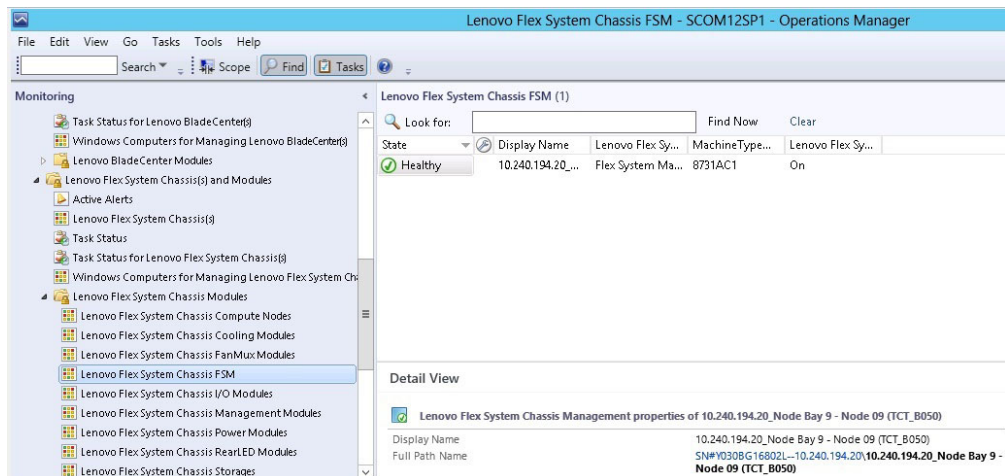 Lenovo Flex System Chassis FSM - SCOM12SP1 - Operations Manager
File Edit View Go Tasks Tools Help
Search Scope Find Tasks
Monitoring
Task Status for Lenovo BladeCenter(s)
Windows Computers for Managing Lenovo BladeCenter(s)
Lenovo BladeCenter Modules
Lenovo Flex System Chassis(s) and Modules
Active Alerts
Lenovo Flex System Chassis(s)
Task Status
Task Status for Lenovo Flex System Chassis(s)
Windows Computers for Managing Lenovo Flex System Ch
Lenovo Flex System Chassis Modules
Lenovo Flex System Chassis Compute Nodes
Lenovo Flex System Chassis Cooling Modules
Lenovo Flex System Chassis FanMux Modules
Lenovo Flex System Chassis FSM
Lenovo Flex System Chassis I/O Modules
Lenovo Flex System Chassis Management Modules
Lenovo Flex System Chassis Power Modules
Lenovo Flex System Chassis RearLED Modules
Lenovo Flex System Chassis Storages
Lenovo Flex System Chassis FSM (1)
Look for: Find Now Clear
State Display Name Lenovo Flex Sy... MachineType... Lenovo Flex Sy...
Healthy 10.240.194.20_... Flex System Ma... 8731AC1 On
Detail View
Lenovo Flex System Chassis Management properties of 10.240.194.20_Node Bay 9 - Node 09 (TCT_B050)
Display Name 10.240.194.20_Node Bay 9 - Node 09 (TCT_B050)
Full Path Name SN#Y030BG16802L--10.240.194.20\10.240.194.20_Node Bay 9 -
Node 09 (TCT_B050)